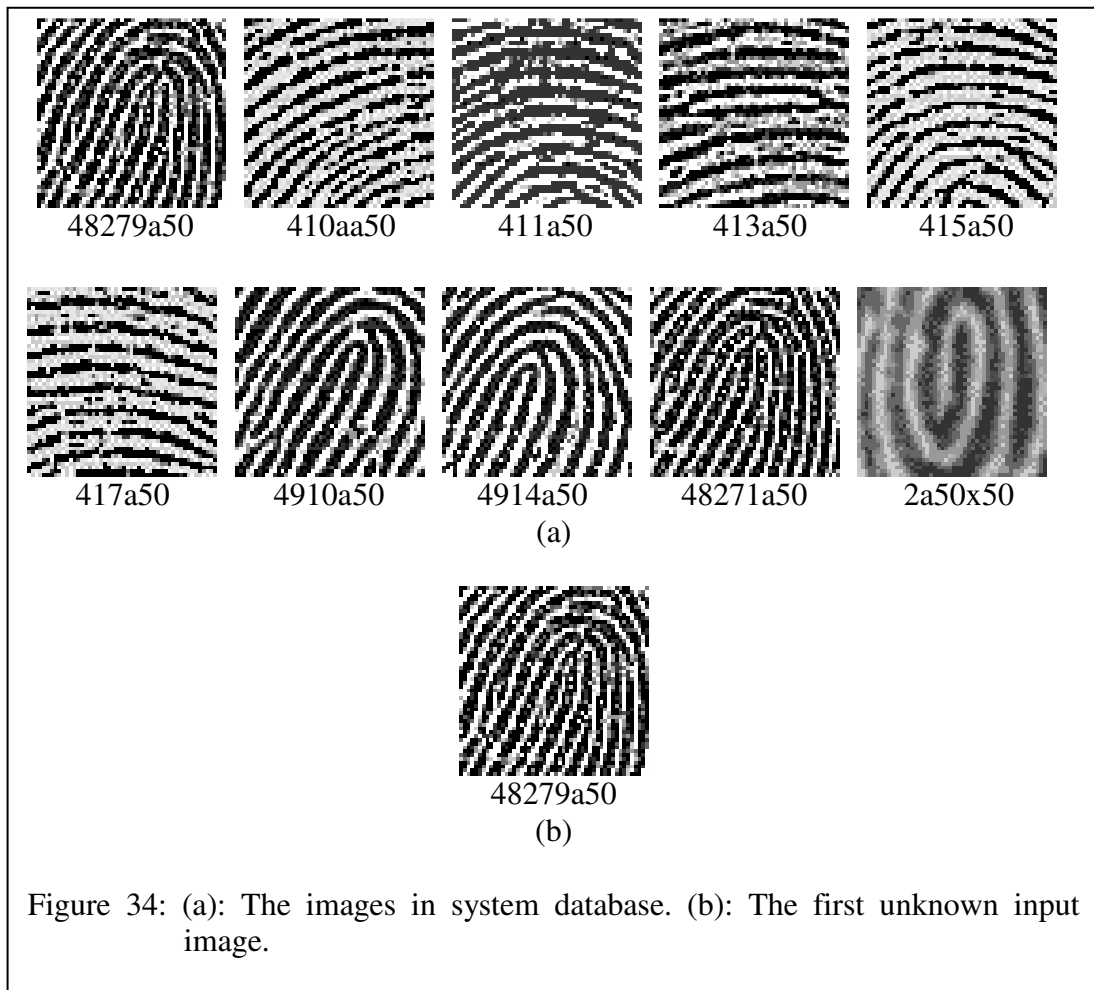 48279a50 410aa50 411a50 413a50 415a50
417a50 4910a50 4914a50 48271a50 2a50x50
(a)
48279a50
(b)
Figure 34: (a): The images in system database. (b): The first unknown input
image.